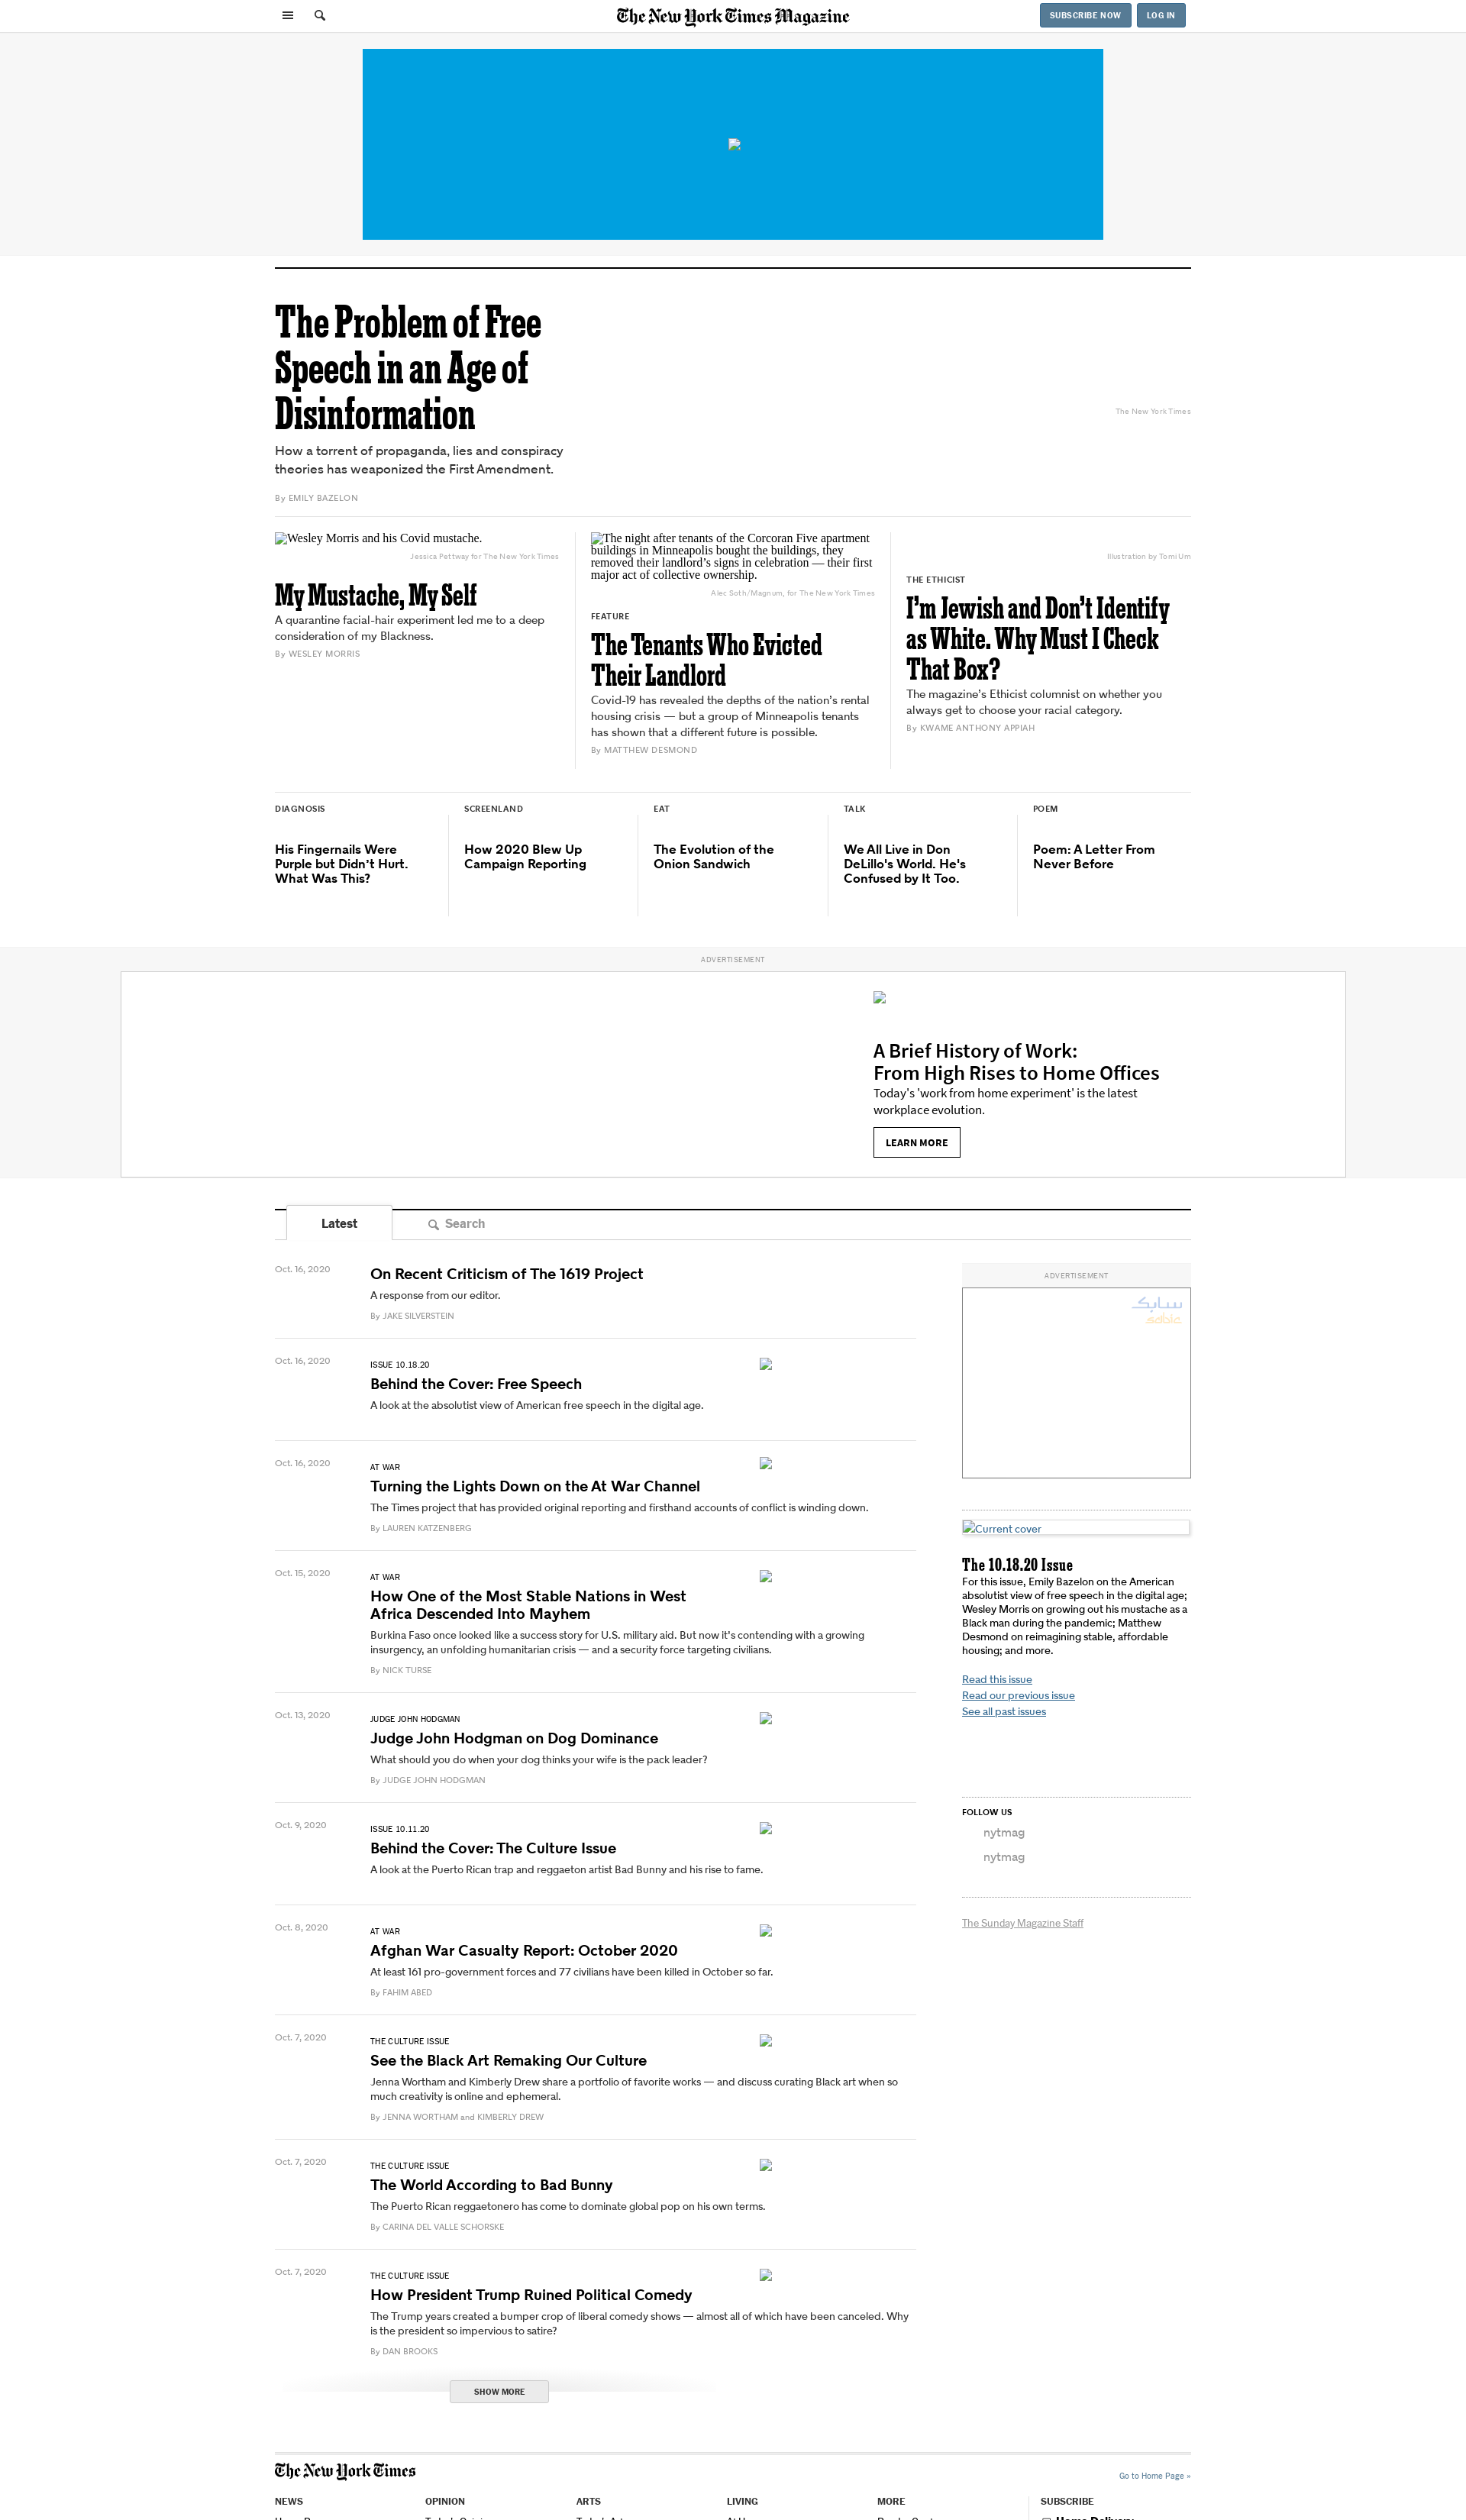 The New York Times Magazine
SUBSCRIBE NOW
LOG IN
The Problem of Free
Speech in an Age of
Disinformation
How a torrent of propaganda, lies and conspiracy
theories has weaponized the First Amendment.
By EMILY BAZELON
The New York Times
Wesley Morris and his Covid mustache.
Jessica Pettway for The New York Times
My Mustache, My Self
A quarantine facial-hair experiment led me to a deep
consideration of my Blackness.
By WESLEY MORRIS
The night after tenants of the Corcoran Five apartment
buildings in Minneapolis bought the buildings, they
removed their landlord’s signs in celebration — their first
major act of collective ownership.
Alec Soth/Magnum, for The New York Times
FEATURE
The Tenants Who Evicted
Their Landlord
Covid-19 has revealed the depths of the nation’s rental
housing crisis — but a group of Minneapolis tenants
has shown that a different future is possible.
By MATTHEW DESMOND
Illustration by Tomi Um
THE ETHICIST
I’m Jewish and Don’t Identify
as White. Why Must I Check
That Box?
The magazine’s Ethicist columnist on whether you
always get to choose your racial category.
By KWAME ANTHONY APPIAH
DIAGNOSIS
His Fingernails Were
Purple but Didn’t Hurt.
What Was This?
SCREENLAND
How 2020 Blew Up
Campaign Reporting
EAT
The Evolution of the
Onion Sandwich
TALK
We All Live in Don
DeLillo's World. He's
Confused by It Too.
POEM
Poem: A Letter From
Never Before
ADVERTISEMENT
A Brief History of Work:
From High Rises to Home Offices
Today's 'work from home experiment' is the latest
workplace evolution.
LEARN MORE
Latest
Search
Oct. 16, 2020
On Recent Criticism of The 1619 Project
A response from our editor.
By JAKE SILVERSTEIN
Oct. 16, 2020
ISSUE 10.18.20
Behind the Cover: Free Speech
A look at the absolutist view of American free speech in the digital age.
Oct. 16, 2020
AT WAR
Turning the Lights Down on the At War Channel
The Times project that has provided original reporting and firsthand accounts of conflict is winding down.
By LAUREN KATZENBERG
Oct. 15, 2020
AT WAR
How One of the Most Stable Nations in West
Africa Descended Into Mayhem
Burkina Faso once looked like a success story for U.S. military aid. But now it’s contending with a growing
insurgency, an unfolding humanitarian crisis — and a security force targeting civilians.
By NICK TURSE
Oct. 13, 2020
JUDGE JOHN HODGMAN
Judge John Hodgman on Dog Dominance
What should you do when your dog thinks your wife is the pack leader?
By JUDGE JOHN HODGMAN
Oct. 9, 2020
ISSUE 10.11.20
Behind the Cover: The Culture Issue
A look at the Puerto Rican trap and reggaeton artist Bad Bunny and his rise to fame.
Oct. 8, 2020
AT WAR
Afghan War Casualty Report: October 2020
At least 161 pro-government forces and 77 civilians have been killed in October so far.
By FAHIM ABED
Oct. 7, 2020
THE CULTURE ISSUE
See the Black Art Remaking Our Culture
Jenna Wortham and Kimberly Drew share a portfolio of favorite works — and discuss curating Black art when so
much creativity is online and ephemeral.
By JENNA WORTHAM and KIMBERLY DREW
Oct. 7, 2020
THE CULTURE ISSUE
The World According to Bad Bunny
The Puerto Rican reggaetonero has come to dominate global pop on his own terms.
By CARINA DEL VALLE SCHORSKE
Oct. 7, 2020
THE CULTURE ISSUE
How President Trump Ruined Political Comedy
The Trump years created a bumper crop of liberal comedy shows — almost all of which have been canceled. Why
is the president so impervious to satire?
By DAN BROOKS
SHOW MORE
ADVERTISEMENT
سابک
sabic
Current cover
The 10.18.20 Issue
For this issue, Emily Bazelon on the American
absolutist view of free speech in the digital age;
Wesley Morris on growing out his mustache as a
Black man during the pandemic; Matthew
Desmond on reimagining stable, affordable
housing; and more.
Read this issue
Read our previous issue
See all past issues
FOLLOW US
nytmag
nytmag
The Sunday Magazine Staff
The New York Times
Go to Home Page »
NEWS
OPINION
ARTS
LIVING
MORE
SUBSCRIBE